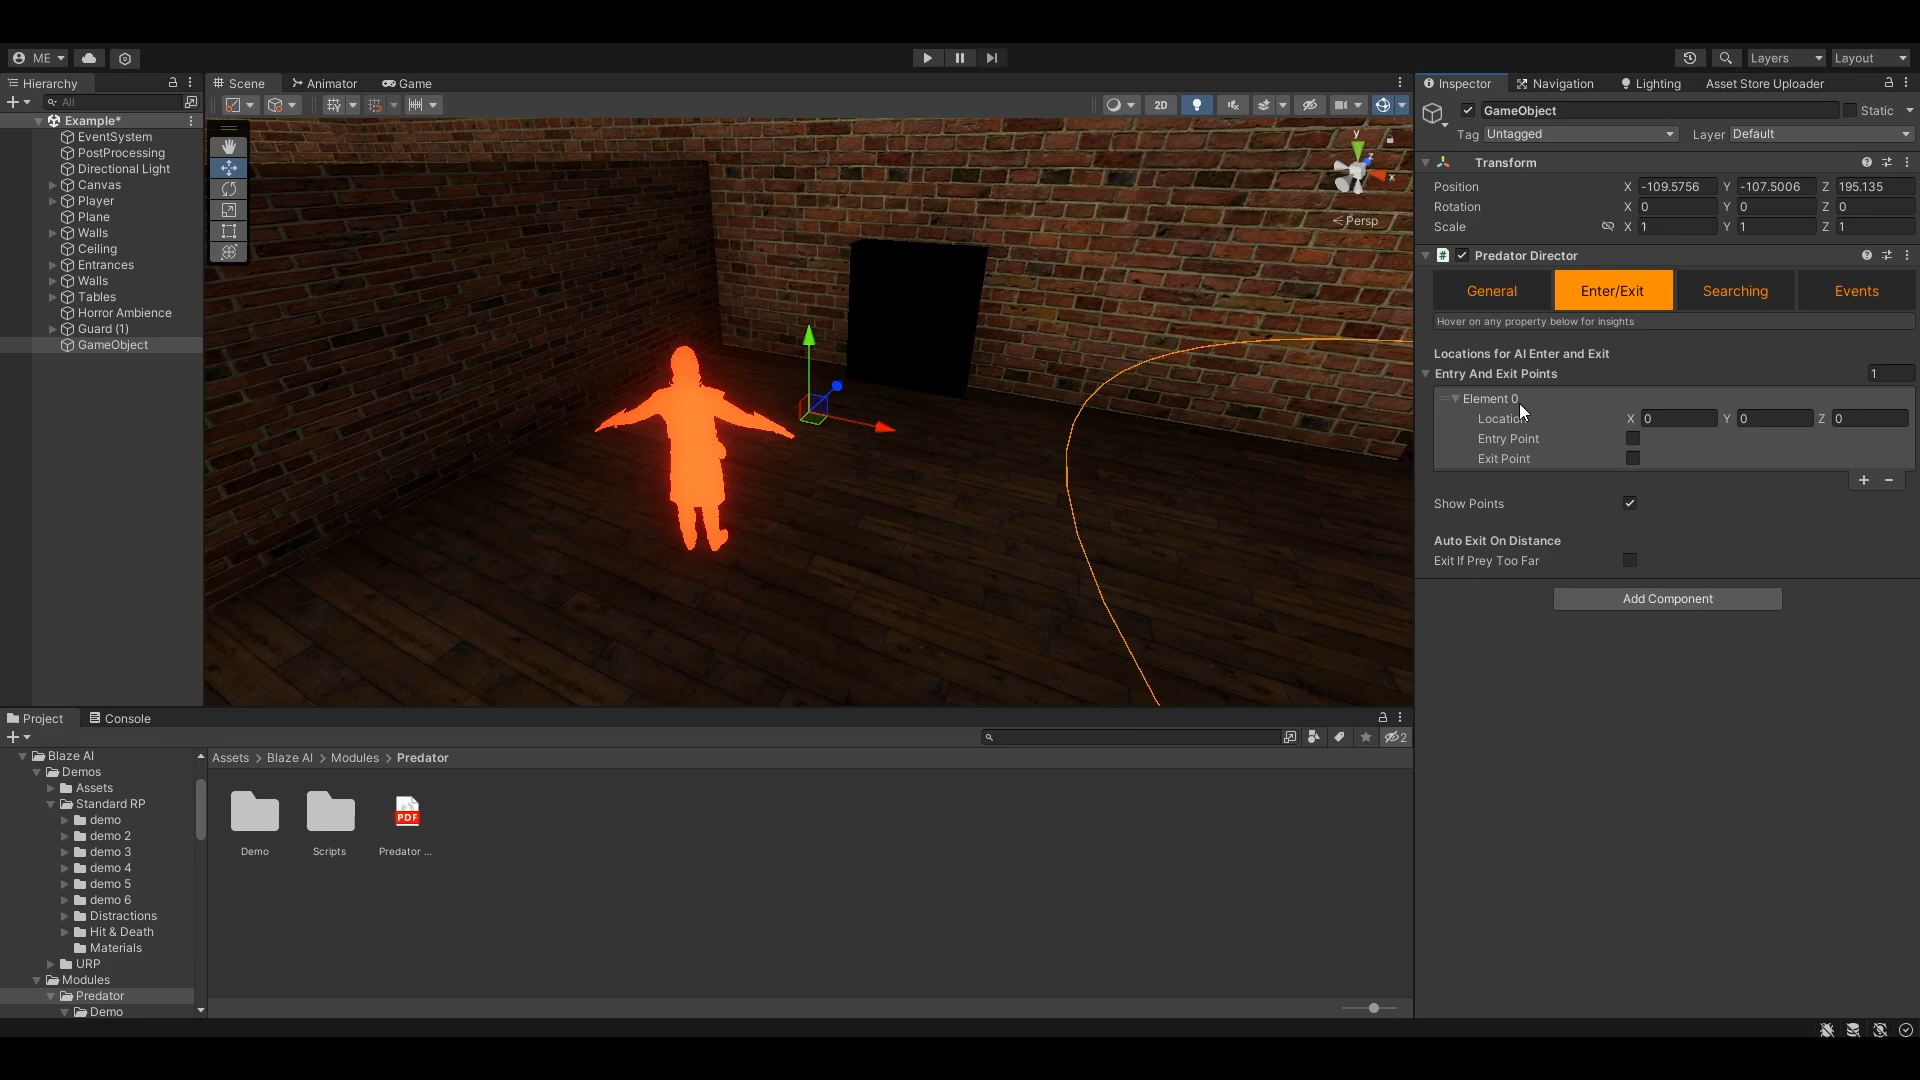 ME
Layers
Layout
Hierarchy
All
Example*
EventSystem
PostProcessing
Directional Light
Canvas
Player
Plane
Walls
Ceiling
Entrances
Walls
Tables
Horror Ambience
Guard (1)
GameObject
Scene
Animator
Game
2D
y
z
x
< Persp
Inspector
Navigation
Lighting
Asset Store Uploader
GameObject
Static
Tag Untagged
Layer Default
Transform
Position X -109.5756 Y -107.5006 Z 195.135
Rotation X 0 Y 0 Z 0
Scale X 1 Y 1 Z 1
# Predator Director
General
Enter/Exit
Searching
Events
Hover on any property below for insights
Locations for AI Enter and Exit
Entry And Exit Points 1
Element 0
Location X 0 Y 0 Z 0
Entry Point
Exit Point
+ -
Show Points
Auto Exit On Distance
Exit If Prey Too Far
Add Component
Project
Console
2
Blaze AI
Demos
Assets
Standard RP
demo
demo 2
demo 3
demo 4
demo 5
demo 6
Distractions
Hit & Death
Materials
URP
Modules
Predator
Demo
Assets > Blaze AI > Modules > Predator
PDF
Demo
Scripts
Predator ...